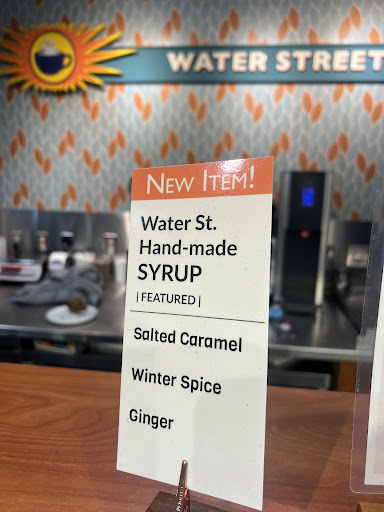 WATER STREET
New Item!
Water St.
Hand-made
SYRUP
| FEATURED |
Salted Caramel
Winter Spice
Ginger